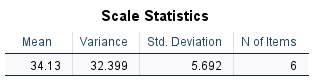 Scale Statistics
Mean Variance Std. Deviation N of Items
34.13 32.399 5.692 6